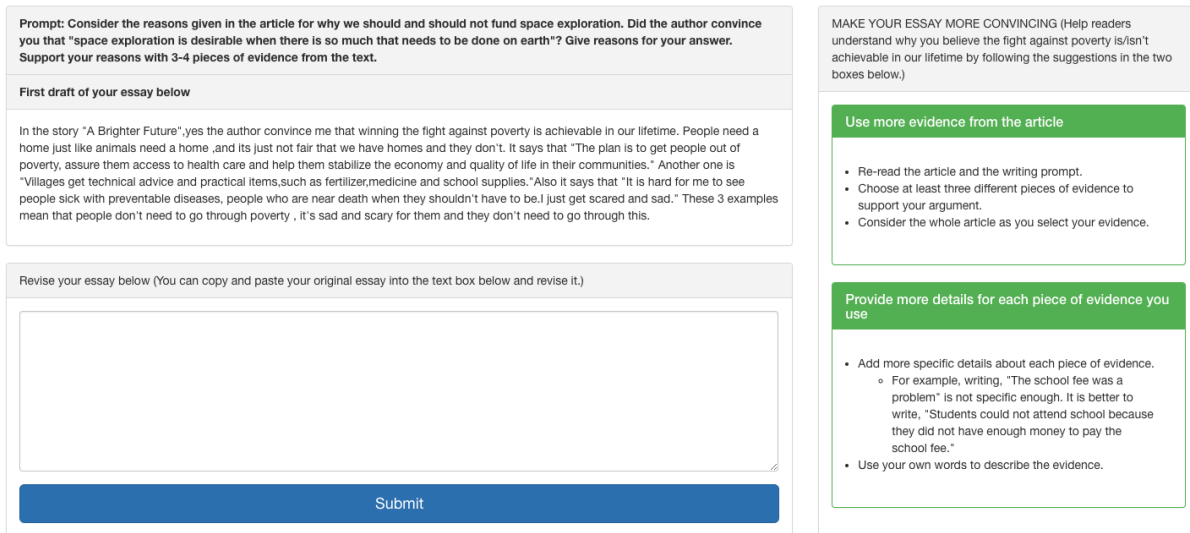 Prompt: Consider the reasons given in the article for why we should and should not fund space exploration. Did the author convince
you that "space exploration is desirable when there is so much that needs to be done on earth"? Give reasons for your answer.
Support your reasons with 3-4 pieces of evidence from the text.
First draft of your essay below
In the story "A Brighter Future",yes the author convince me that winning the fight against poverty is achievable in our lifetime. People need a
home just like animals need a home ,and its just not fair that we have homes and they don't. It says that "The plan is to get people out of
poverty, assure them access to health care and help them stabilize the economy and quality of life in their communities." Another one is
"Villages get technical advice and practical items,such as fertilizer,medicine and school supplies."Also it says that "It is hard for me to see
people sick with preventable diseases, people who are near death when they shouldn't have to be.I just get scared and sad." These 3 examples
mean that people don't need to go through poverty , it's sad and scary for them and they don't need to go through this.
Revise your essay below (You can copy and paste your original essay into the text box below and revise it.)
Submit
MAKE YOUR ESSAY MORE CONVINCING (Help readers
understand why you believe the fight against poverty is/isn't
achievable in our lifetime by following the suggestions in the two
boxes below.)
Use more evidence from the article
• Re-read the article and the writing prompt.
• Choose at least three different pieces of evidence to
support your argument.
• Consider the whole article as you select your evidence.
Provide more details for each piece of evidence you
use
• Add more specific details about each piece of evidence.
○ For example, writing, "The school fee was a
problem" is not specific enough. It is better to
write, "Students could not attend school because
they did not have enough money to pay the
school fee."
• Use your own words to describe the evidence.